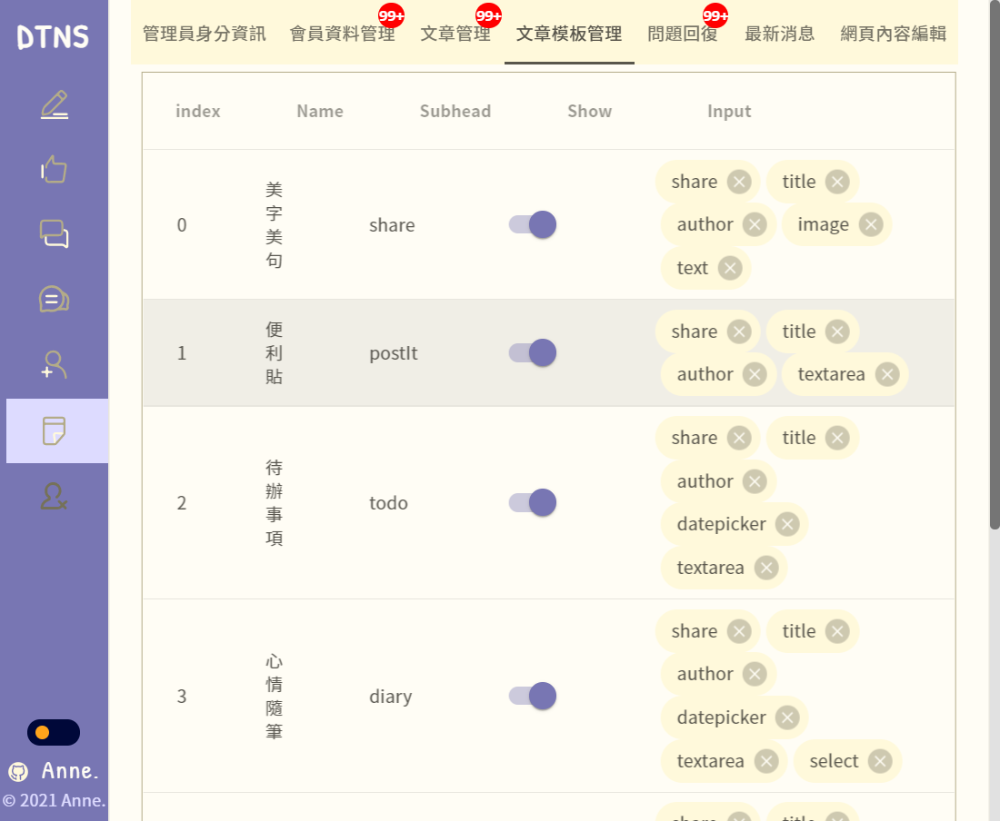 DTNS
管理員身分資訊 會員資料管理 99+ 文章管理 99+ 文章模板管理 問題回復 99+ 最新消息 網頁內容編輯
index Name Subhead Show Input
0 美字美句 share share title
author image
text
1 便利貼 postIt share title
author textarea
2 待辦事項 todo share title
author
datepicker
textarea
3 心情隨筆 diary share title
author
datepicker
textarea select
share title
Anne.
© 2021 Anne.